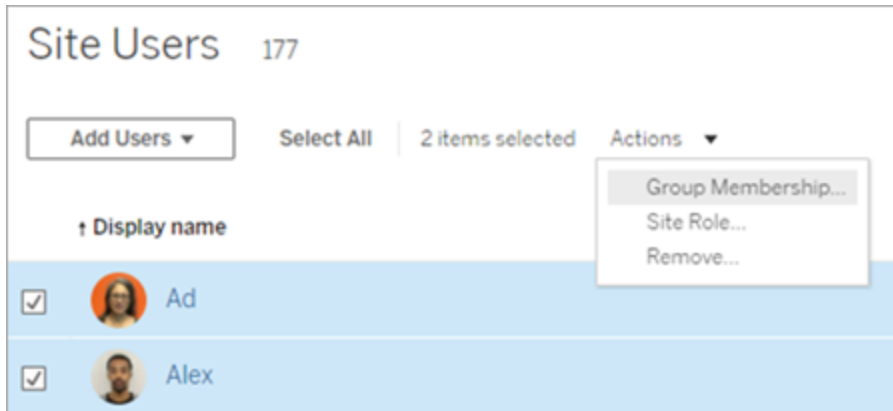 Site Users 177
Add Users Select All 2 items selected Actions
Group Membership...
Site Role...
Remove...
Display name
Ad
Alex